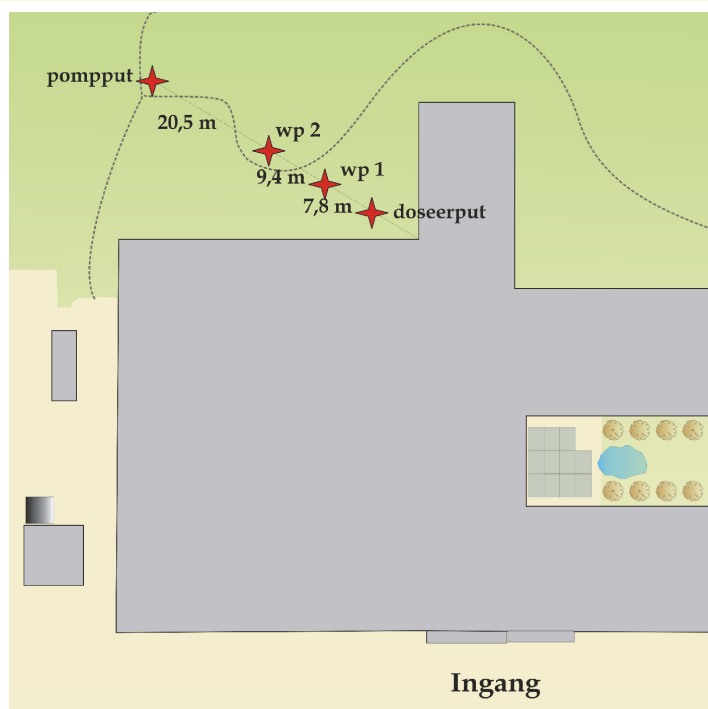 pompput
20,5 m
wp 2
9,4 m
wp 1
7,8 m
doseerput
Ingang